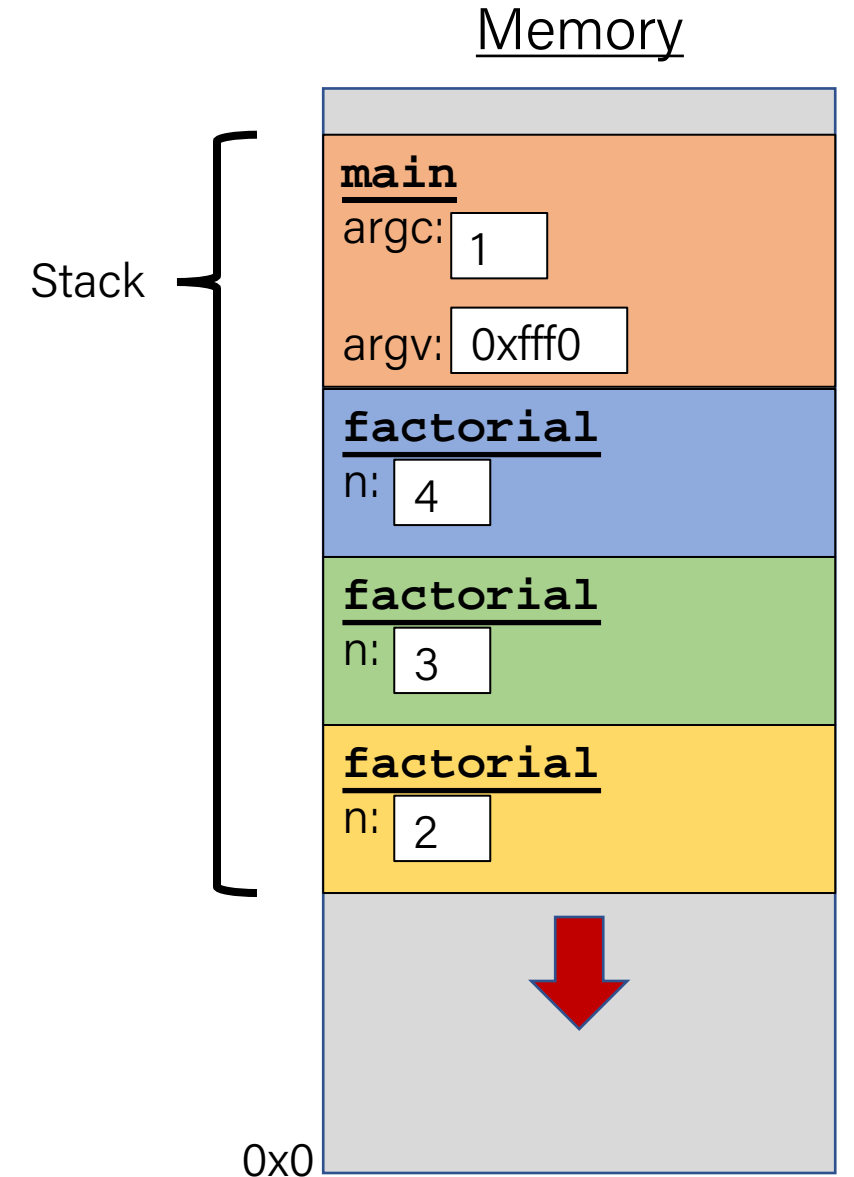 Memory
Stack
main
argc: 1
argv: 0xfff0
factorial
n: 4
factorial
n: 3
factorial
n: 2
0x0